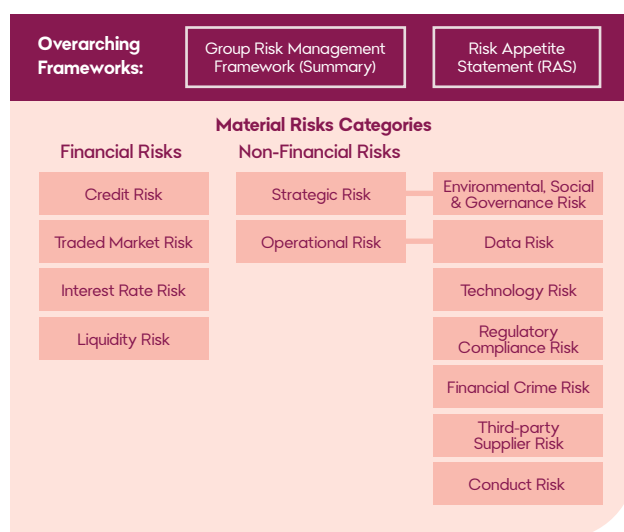 Overarching
Frameworks:
Group Risk Management
Framework (Summary)
Risk Appetite
Statement (RAS)
Material Risks Categories
Financial Risks
Non-Financial Risks
Credit Risk
Strategic Risk
Environmental, Social
& Governance Risk
Traded Market Risk
Operational Risk
Data Risk
Interest Rate Risk
Technology Risk
Liquidity Risk
Regulatory
Compliance Risk
Financial Crime Risk
Third-party
Supplier Risk
Conduct Risk